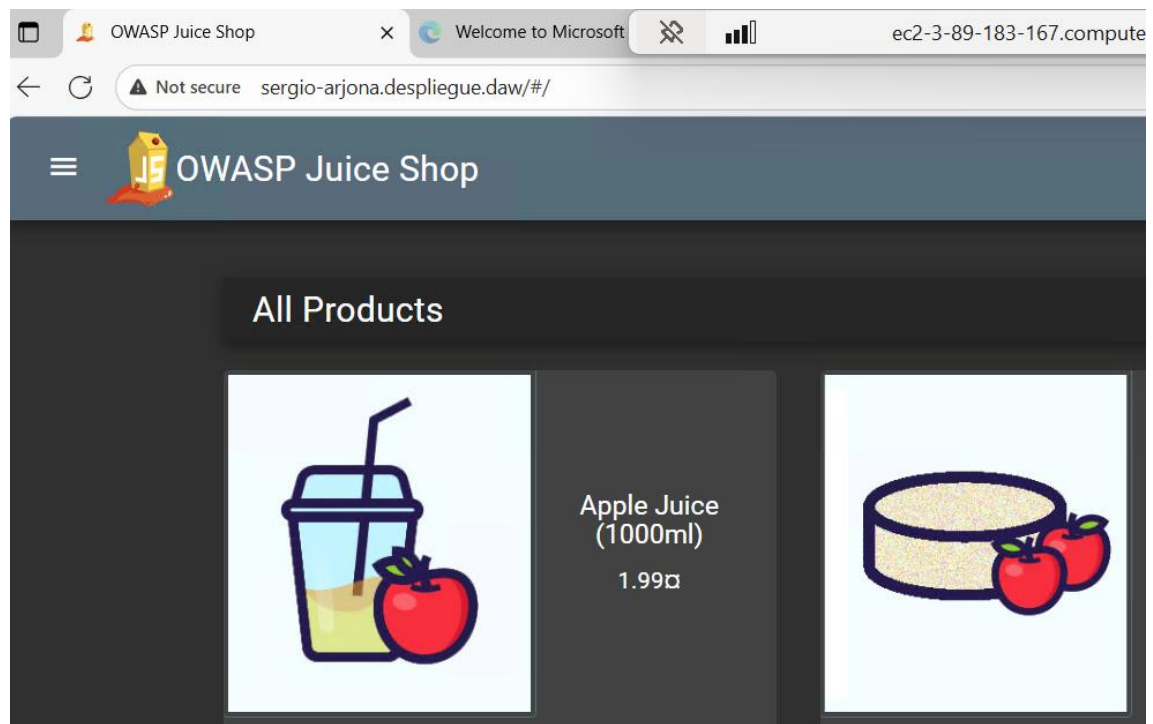 OWASP Juice Shop
Welcome to Microsoft
ec2-3-89-183-167.compute
Not secure sergio-arjona.despliegue.daw/#/
JS
OWASP Juice Shop
All Products
Apple Juice
(1000ml)
1.99¤